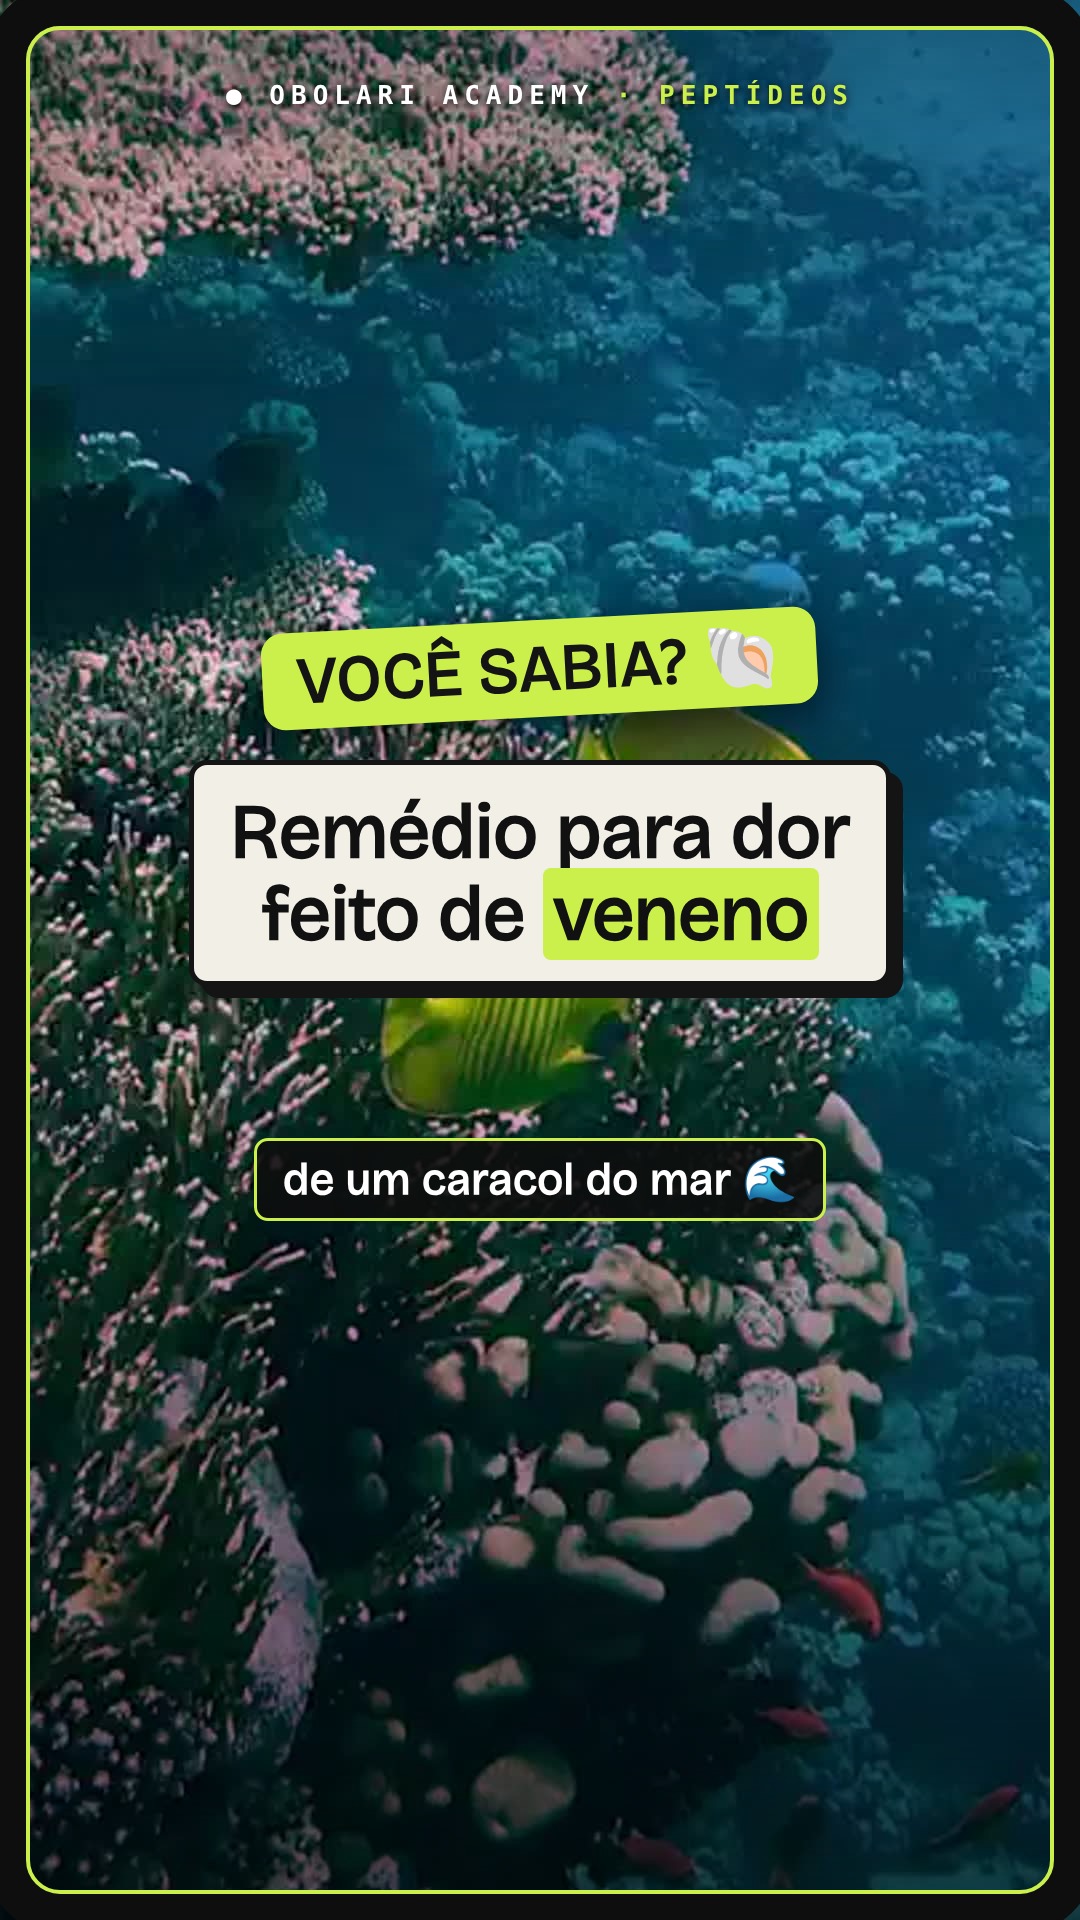 ● OBOLARI ACADEMY · PEPTÍDEOS
VOCÊ SABIA? 🐚
Remédio para dor
feito de veneno
de um caracol do mar 🌊